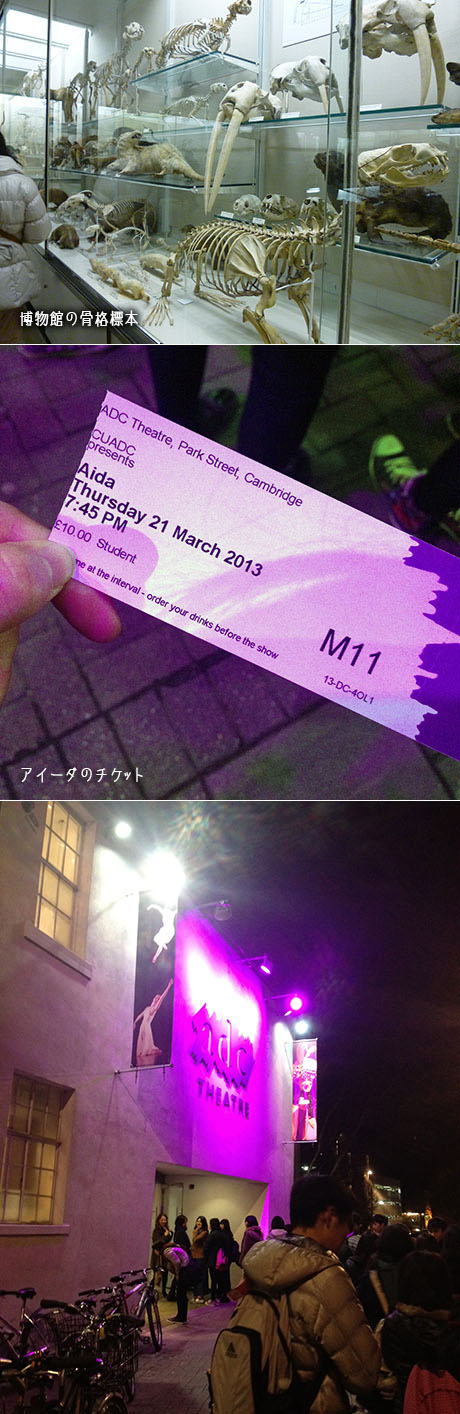 博物館の骨格標本
ADC Theatre, Park Street, Cambridge
CUADC
presents
Aida
Thursday 21 March 2013
7:45 PM
£10.00 Student
me at the interval - order your drinks before the show
M11
13-DC-4OL1
アイーダのチケット
adc
THEATRE